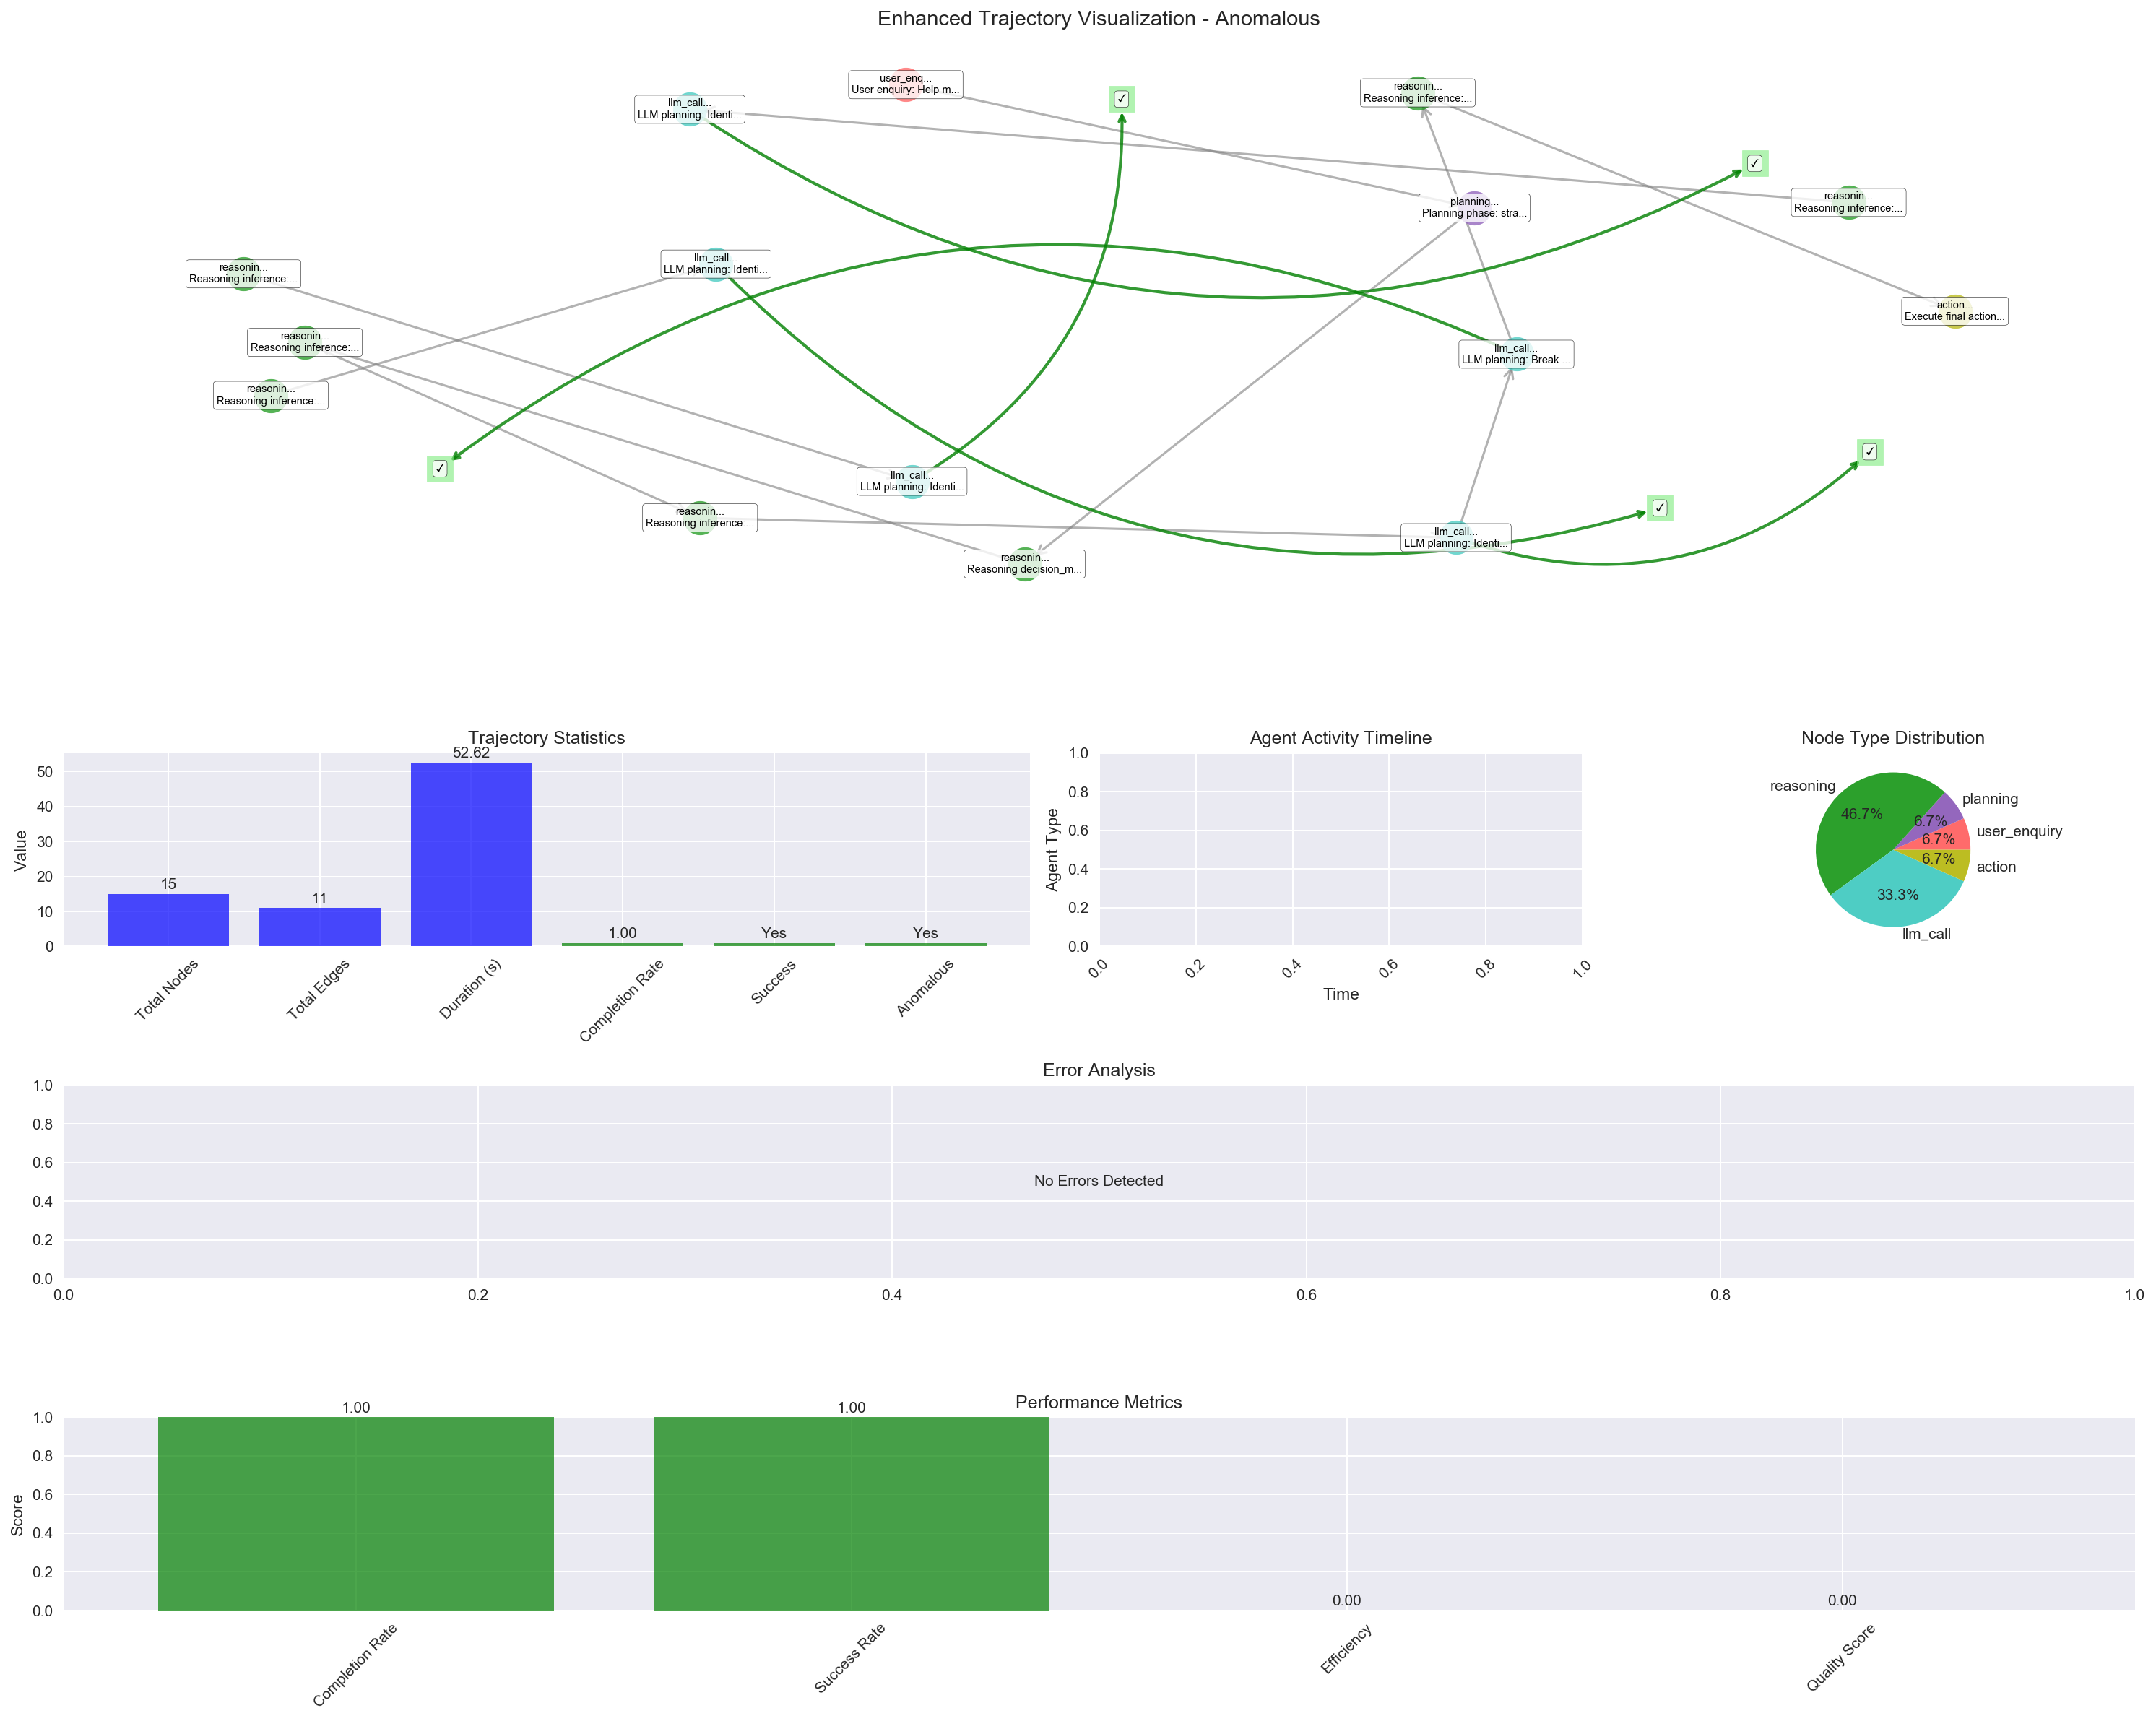 Enhanced Trajectory Visualization - Anomalous
user_enq...
User enquiry: Help m...
llm_call...
LLM planning: Identi...
✓
reasonin...
Reasoning inference:...
✓
reasonin...
Reasoning inference:...
planning...
Planning phase: stra...
reasonin...
Reasoning inference:...
llm_call...
LLM planning: Identi...
action...
Execute final action...
reasonin...
Reasoning inference:...
llm_call...
LLM planning: Break ...
reasonin...
Reasoning inference:...
✓
llm_call...
LLM planning: Identi...
✓
reasonin...
Reasoning inference:...
✓
llm_call...
LLM planning: Identi...
reasonin...
Reasoning decision_m...
Trajectory Statistics
Value
50
40
30
20
10
0
15
11
52.62
1.00
Yes
Yes
Total Nodes
Total Edges
Duration (s)
Completion Rate
Success
Anomalous
Agent Activity Timeline
Agent Type
1.0
0.8
0.6
0.4
0.2
0.0
0.0
0.2
0.4
0.6
0.8
1.0
Time
Node Type Distribution
reasoning
46.7%
planning
6.7%
user_enquiry
6.7%
action
6.7%
33.3%
llm_call
Error Analysis
1.0
0.8
0.6
0.4
0.2
0.0
No Errors Detected
0.0
0.2
0.4
0.6
0.8
1.0
Performance Metrics
Score
1.0
0.8
0.6
0.4
0.2
0.0
1.00
1.00
0.00
0.00
Completion Rate
Success Rate
Efficiency
Quality Score